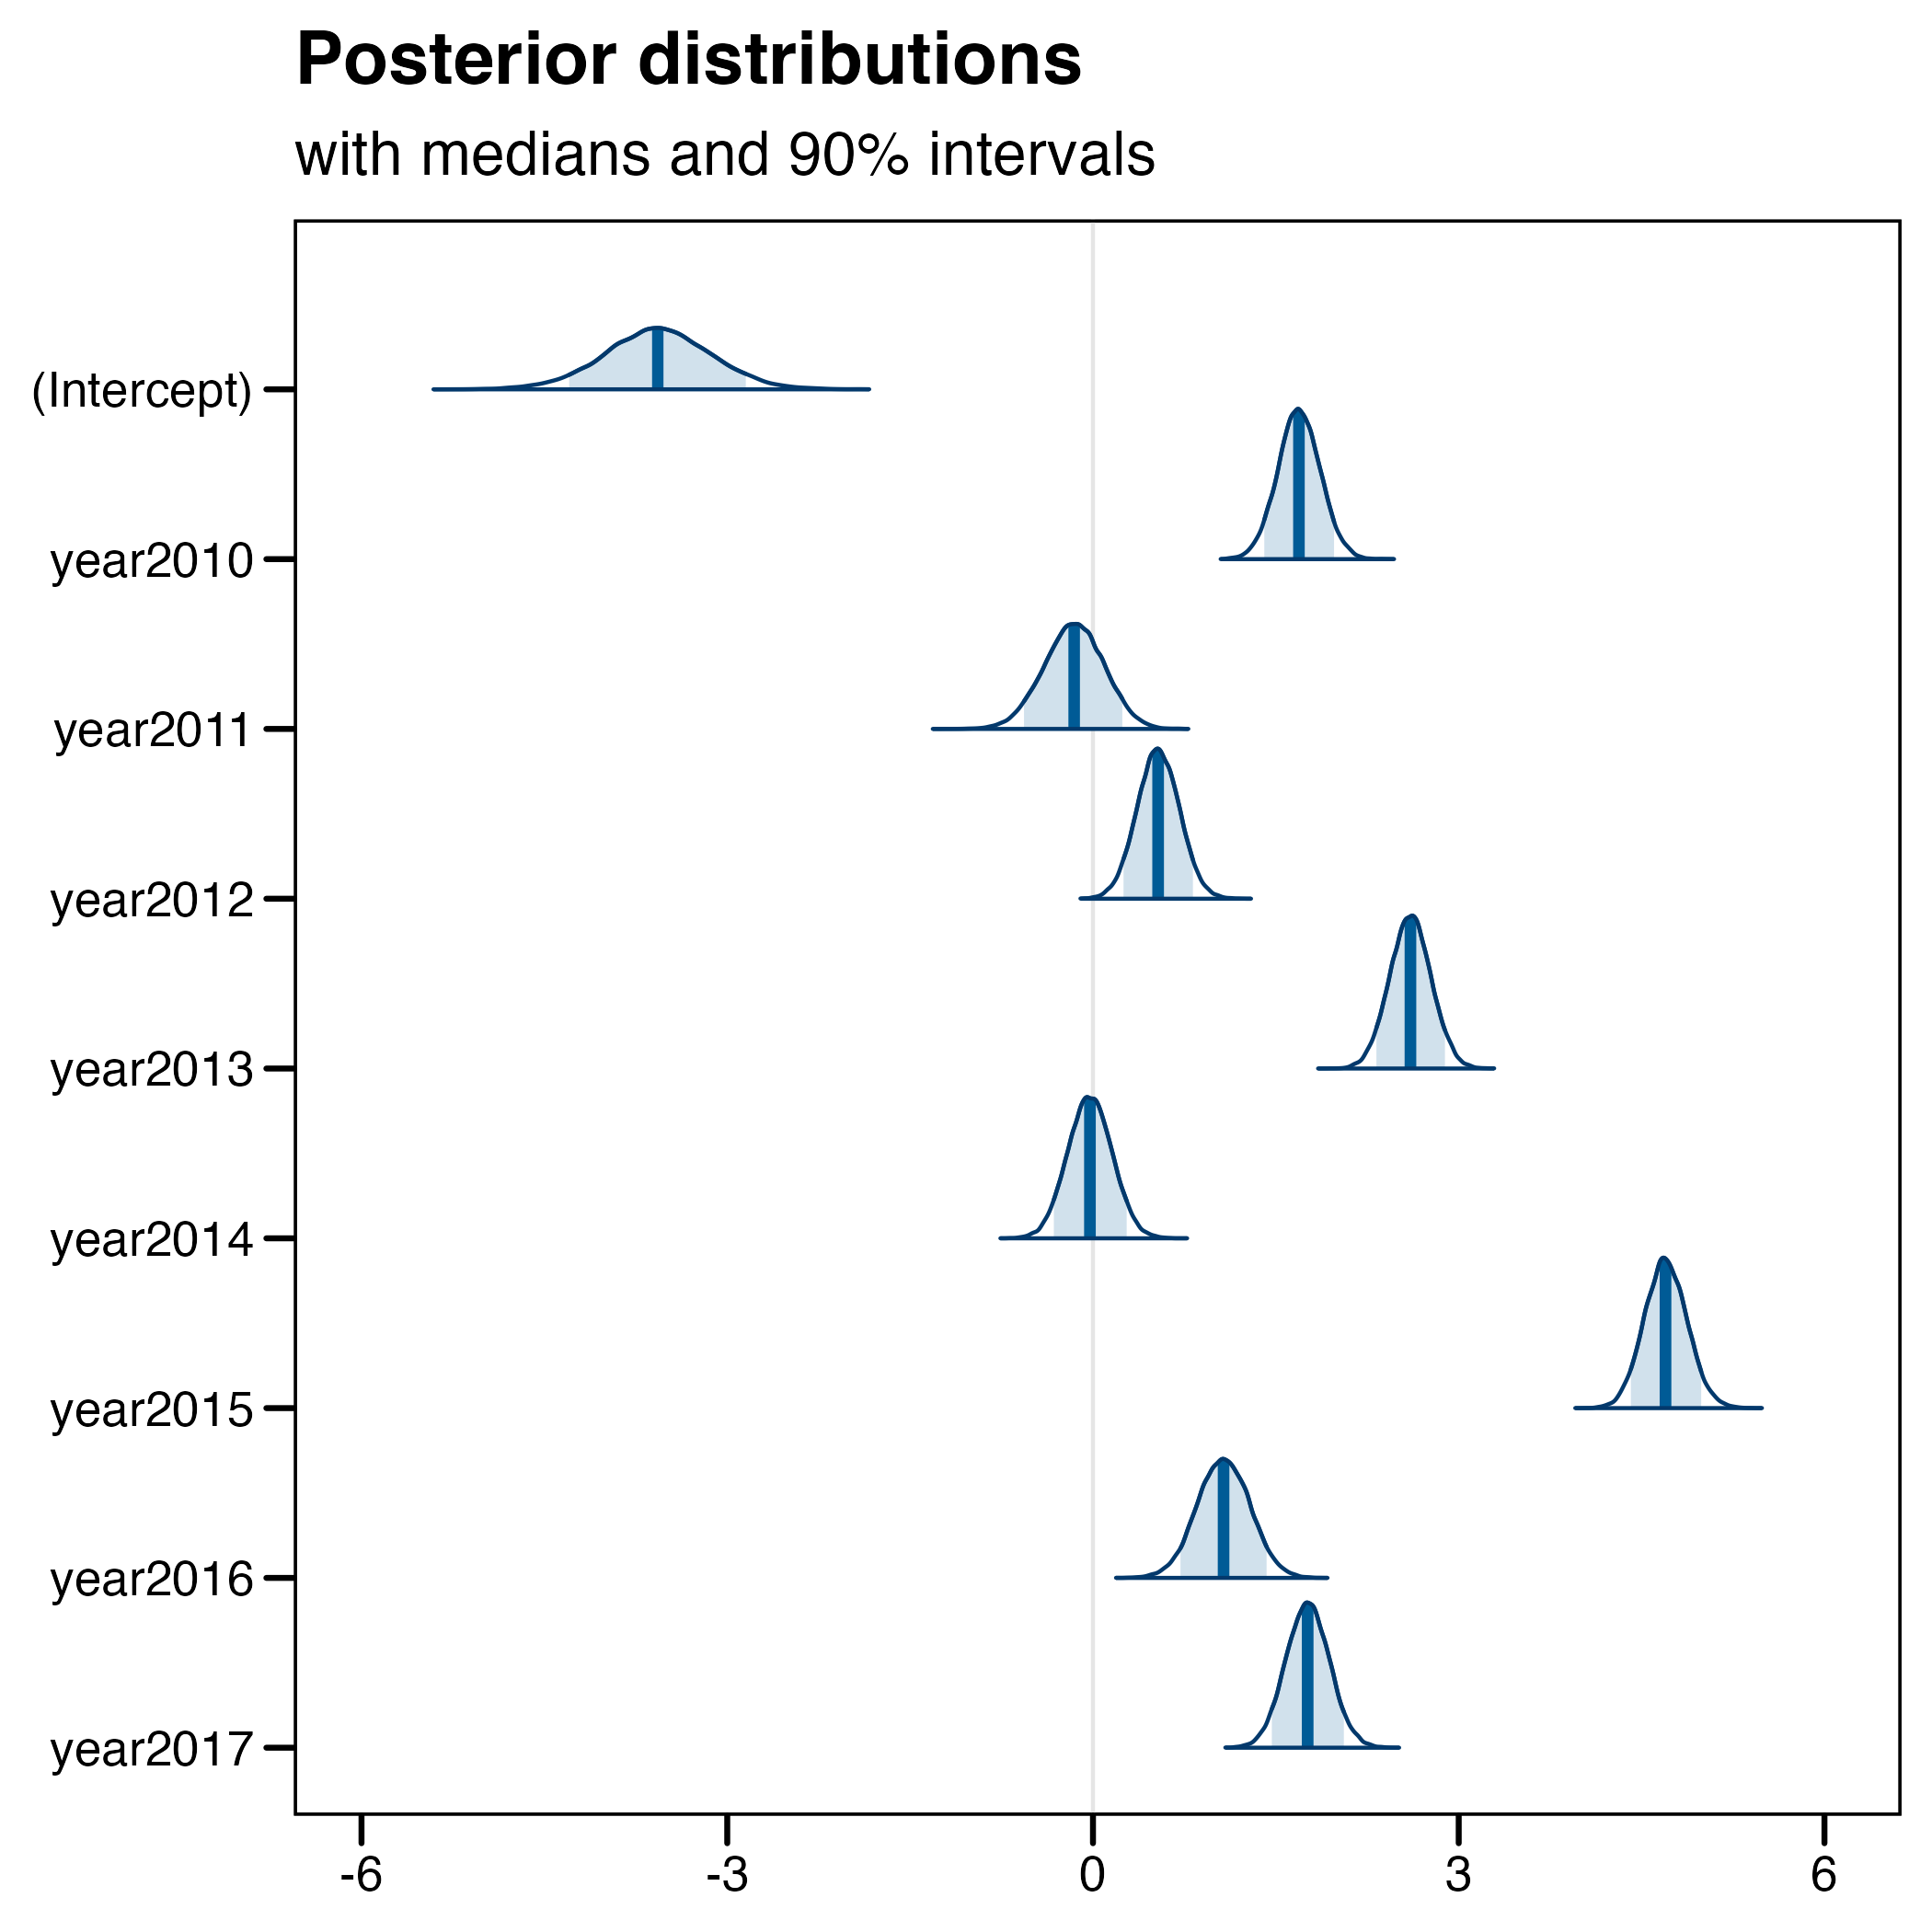 Posterior distributions
with medians and 90% intervals
(Intercept)
year2010
year2011
year2012
year2013
year2014
year2015
year2016
year2017
-6 -3 0 3 6